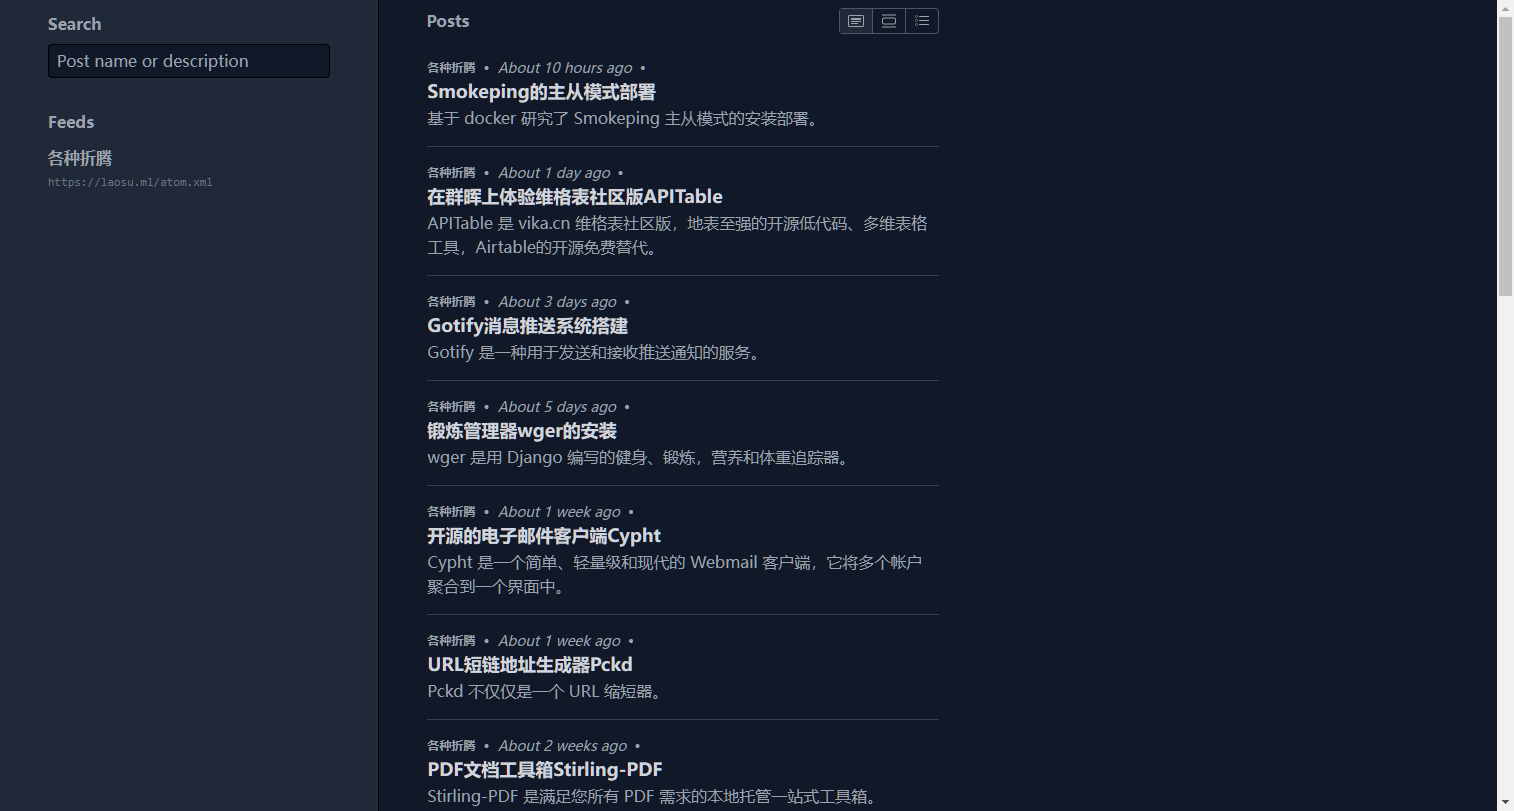 Search
Post name or description
Feeds
各种折腾
https://laosu.ml/atom.xml
Posts
各种折腾 • About 10 hours ago •
Smokeping的主从模式部署
基于 docker 研究了 Smokeping 主从模式的安装部署。
各种折腾 • About 1 day ago •
在群晖上体验维格表社区版APITable
APITable 是 vika.cn 维格表社区版，地表至强的开源低代码、多维表格
工具，Airtable的开源免费替代。
各种折腾 • About 3 days ago •
Gotify消息推送系统搭建
Gotify 是一种用于发送和接收推送通知的服务。
各种折腾 • About 5 days ago •
锻炼管理器wger的安装
wger 是用 Django 编写的健身、锻炼，营养和体重追踪器。
各种折腾 • About 1 week ago •
开源的电子邮件客户端Cypht
Cypht 是一个简单、轻量级和现代的 Webmail 客户端，它将多个帐户
聚合到一个界面中。
各种折腾 • About 1 week ago •
URL短链地址生成器Pckd
Pckd 不仅仅是一个 URL 缩短器。
各种折腾 • About 2 weeks ago •
PDF文档工具箱Stirling-PDF
Stirling-PDF 是满足您所有 PDF 需求的本地托管一站式工具箱。